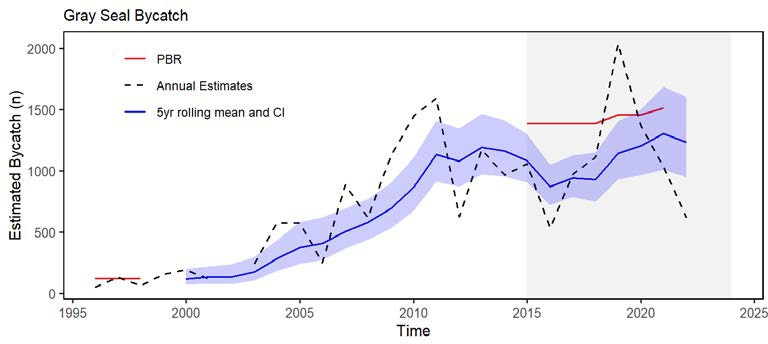 Gray Seal Bycatch
2000
1500
1000
500
0
Estimated Bycatch (n)
PBR
Annual Estimates
5yr rolling mean and CI
1995 2000 2005 2010 2015 2020 2025
Time